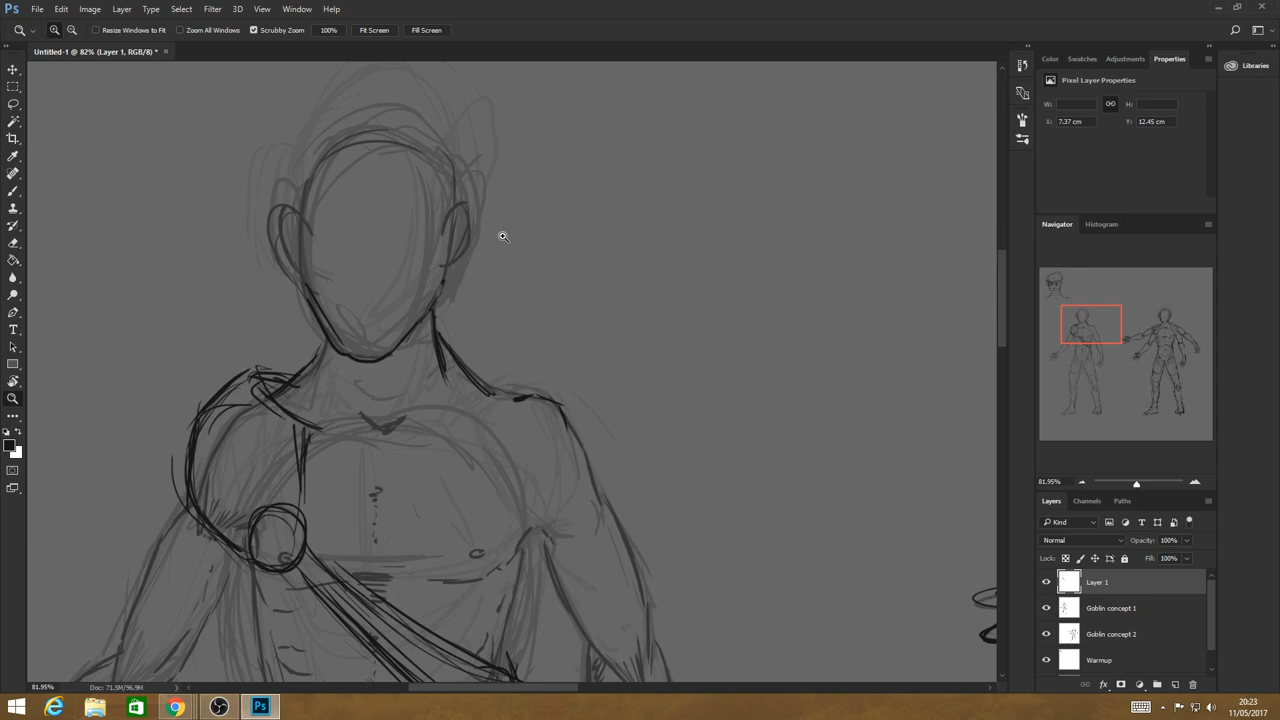 Ps File Edit Image Layer Type Select Filter 3D View Window Help
Resize Windows to Fit Zoom All Windows Scrubby Zoom 100% Fit Screen Fill Screen
Untitled-1 @ 82% (Layer 1, RGB/8) * ×
Color Swatches Adjustments Properties
Libraries
Pixel Layer Properties
W: H:
X: 7.37 cm Y: 12.45 cm
Navigator Histogram
81.95%
Layers Channels Paths
Kind
Normal Opacity: 100%
Lock: Fill: 100%
Layer 1
Goblin concept 1
Goblin concept 2
Warmup
81.95% Doc: 71.5M/96.9M
Ps
20:23
11/05/2017